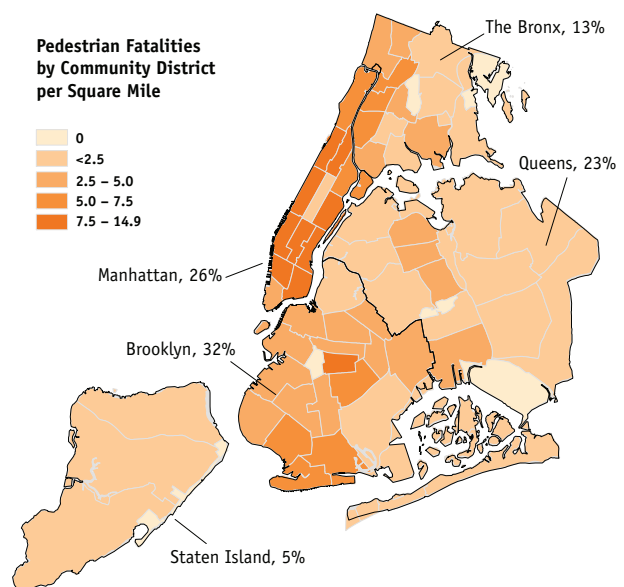 Pedestrian Fatalities
by Community District
per Square Mile
0
<2.5
2.5 – 5.0
5.0 – 7.5
7.5 – 14.9
The Bronx, 13%
Queens, 23%
Manhattan, 26%
Brooklyn, 32%
Staten Island, 5%